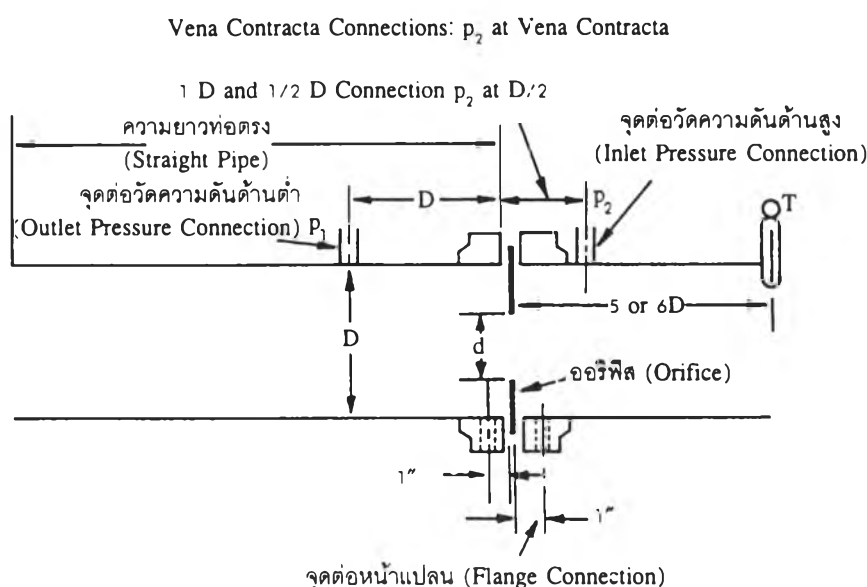 Vena Contracta Connections: p₂ at Vena Contracta
1 D and 1/2 D Connection p₂ at D/2
ความยาวท่อตรง
(Straight Pipe)
จุดต่อวัดความดันด้านสูง
(Inlet Pressure Connection)
จุดต่อวัดความดันด้านต่ำ
(Outlet Pressure Connection) P₁
D
P₂
T
5 or 6D
D
d
ออริฟิส (Orifice)
1″
1″
จุดต่อหน้าแปลน (Flange Connection)